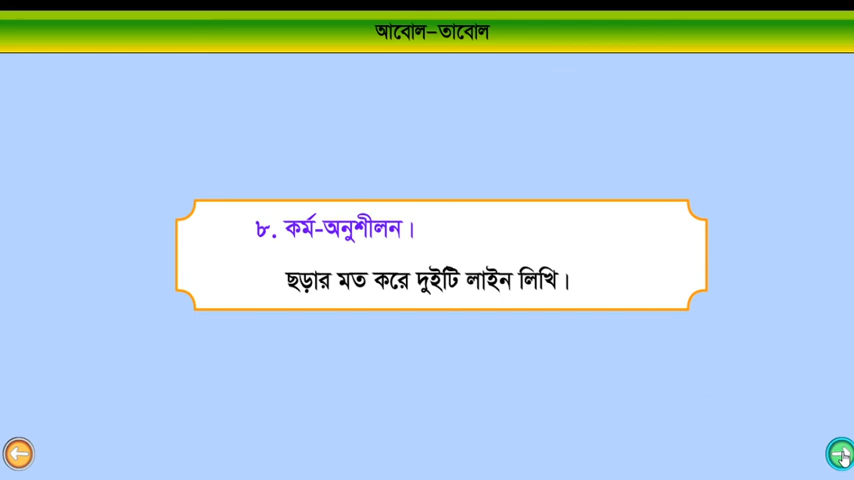 আবোল-তাবোল
৮. কর্ম-অনুশীলন।
ছড়ার মত করে দুইটি লাইন লিখি।